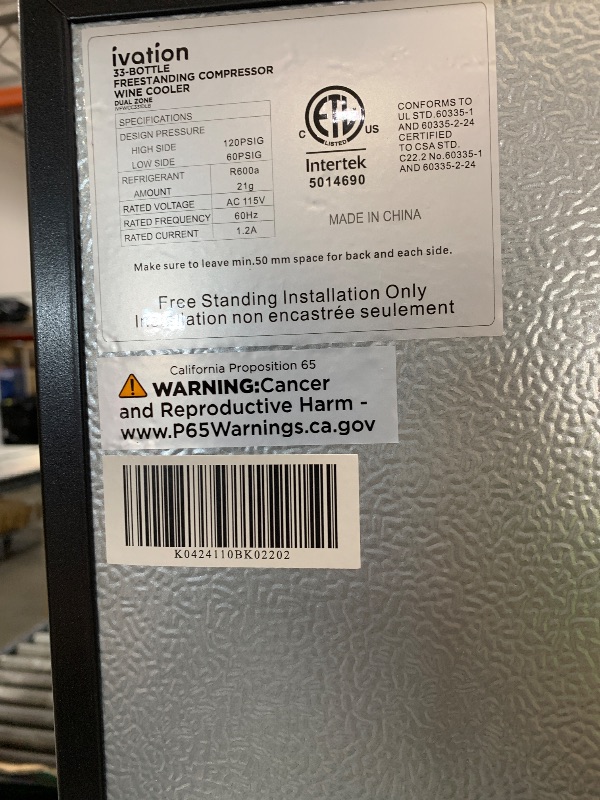 ivation
33-BOTTLE
FREESTANDING COMPRESSOR
WINE COOLER
DUAL ZONE
SPECIFICATIONS
DESIGN PRESSURE
HIGH SIDE 120PSIG
LOW SIDE 60PSIG
REFRIGERANT R600a
AMOUNT 21g
RATED VOLTAGE AC 115V
RATED FREQUENCY 60Hz
RATED CURRENT 1.2A
ETL
LISTED
C US
Intertek
5014690
CONFORMS TO
UL STD.60335-1
AND 60335-2-24
CERTIFIED
TO CSA STD.
C22.2 No.60335-1
AND 60335-2-24
MADE IN CHINA
Make sure to leave min.50 mm space for back and each side.
Free Standing Installation Only
Installation non encastrée seulement
California Proposition 65
WARNING:Cancer
and Reproductive Harm -
www.P65Warnings.ca.gov
K0424110BK02202